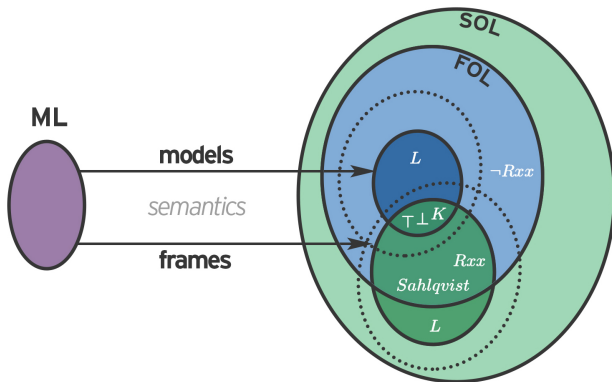 SOL
FOL
ML
models
L
¬Rxx
semantics
⊤⊥ K
frames
Rxx
Sahlqvist
L